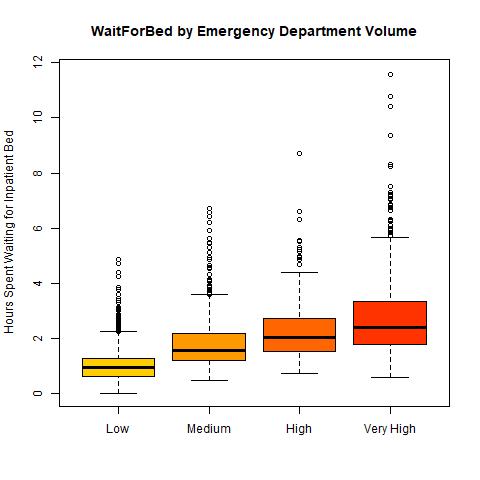 WaitForBed by Emergency Department Volume
Hours Spent Waiting for Inpatient Bed
12
10
8
6
4
2
0
Low Medium High Very High